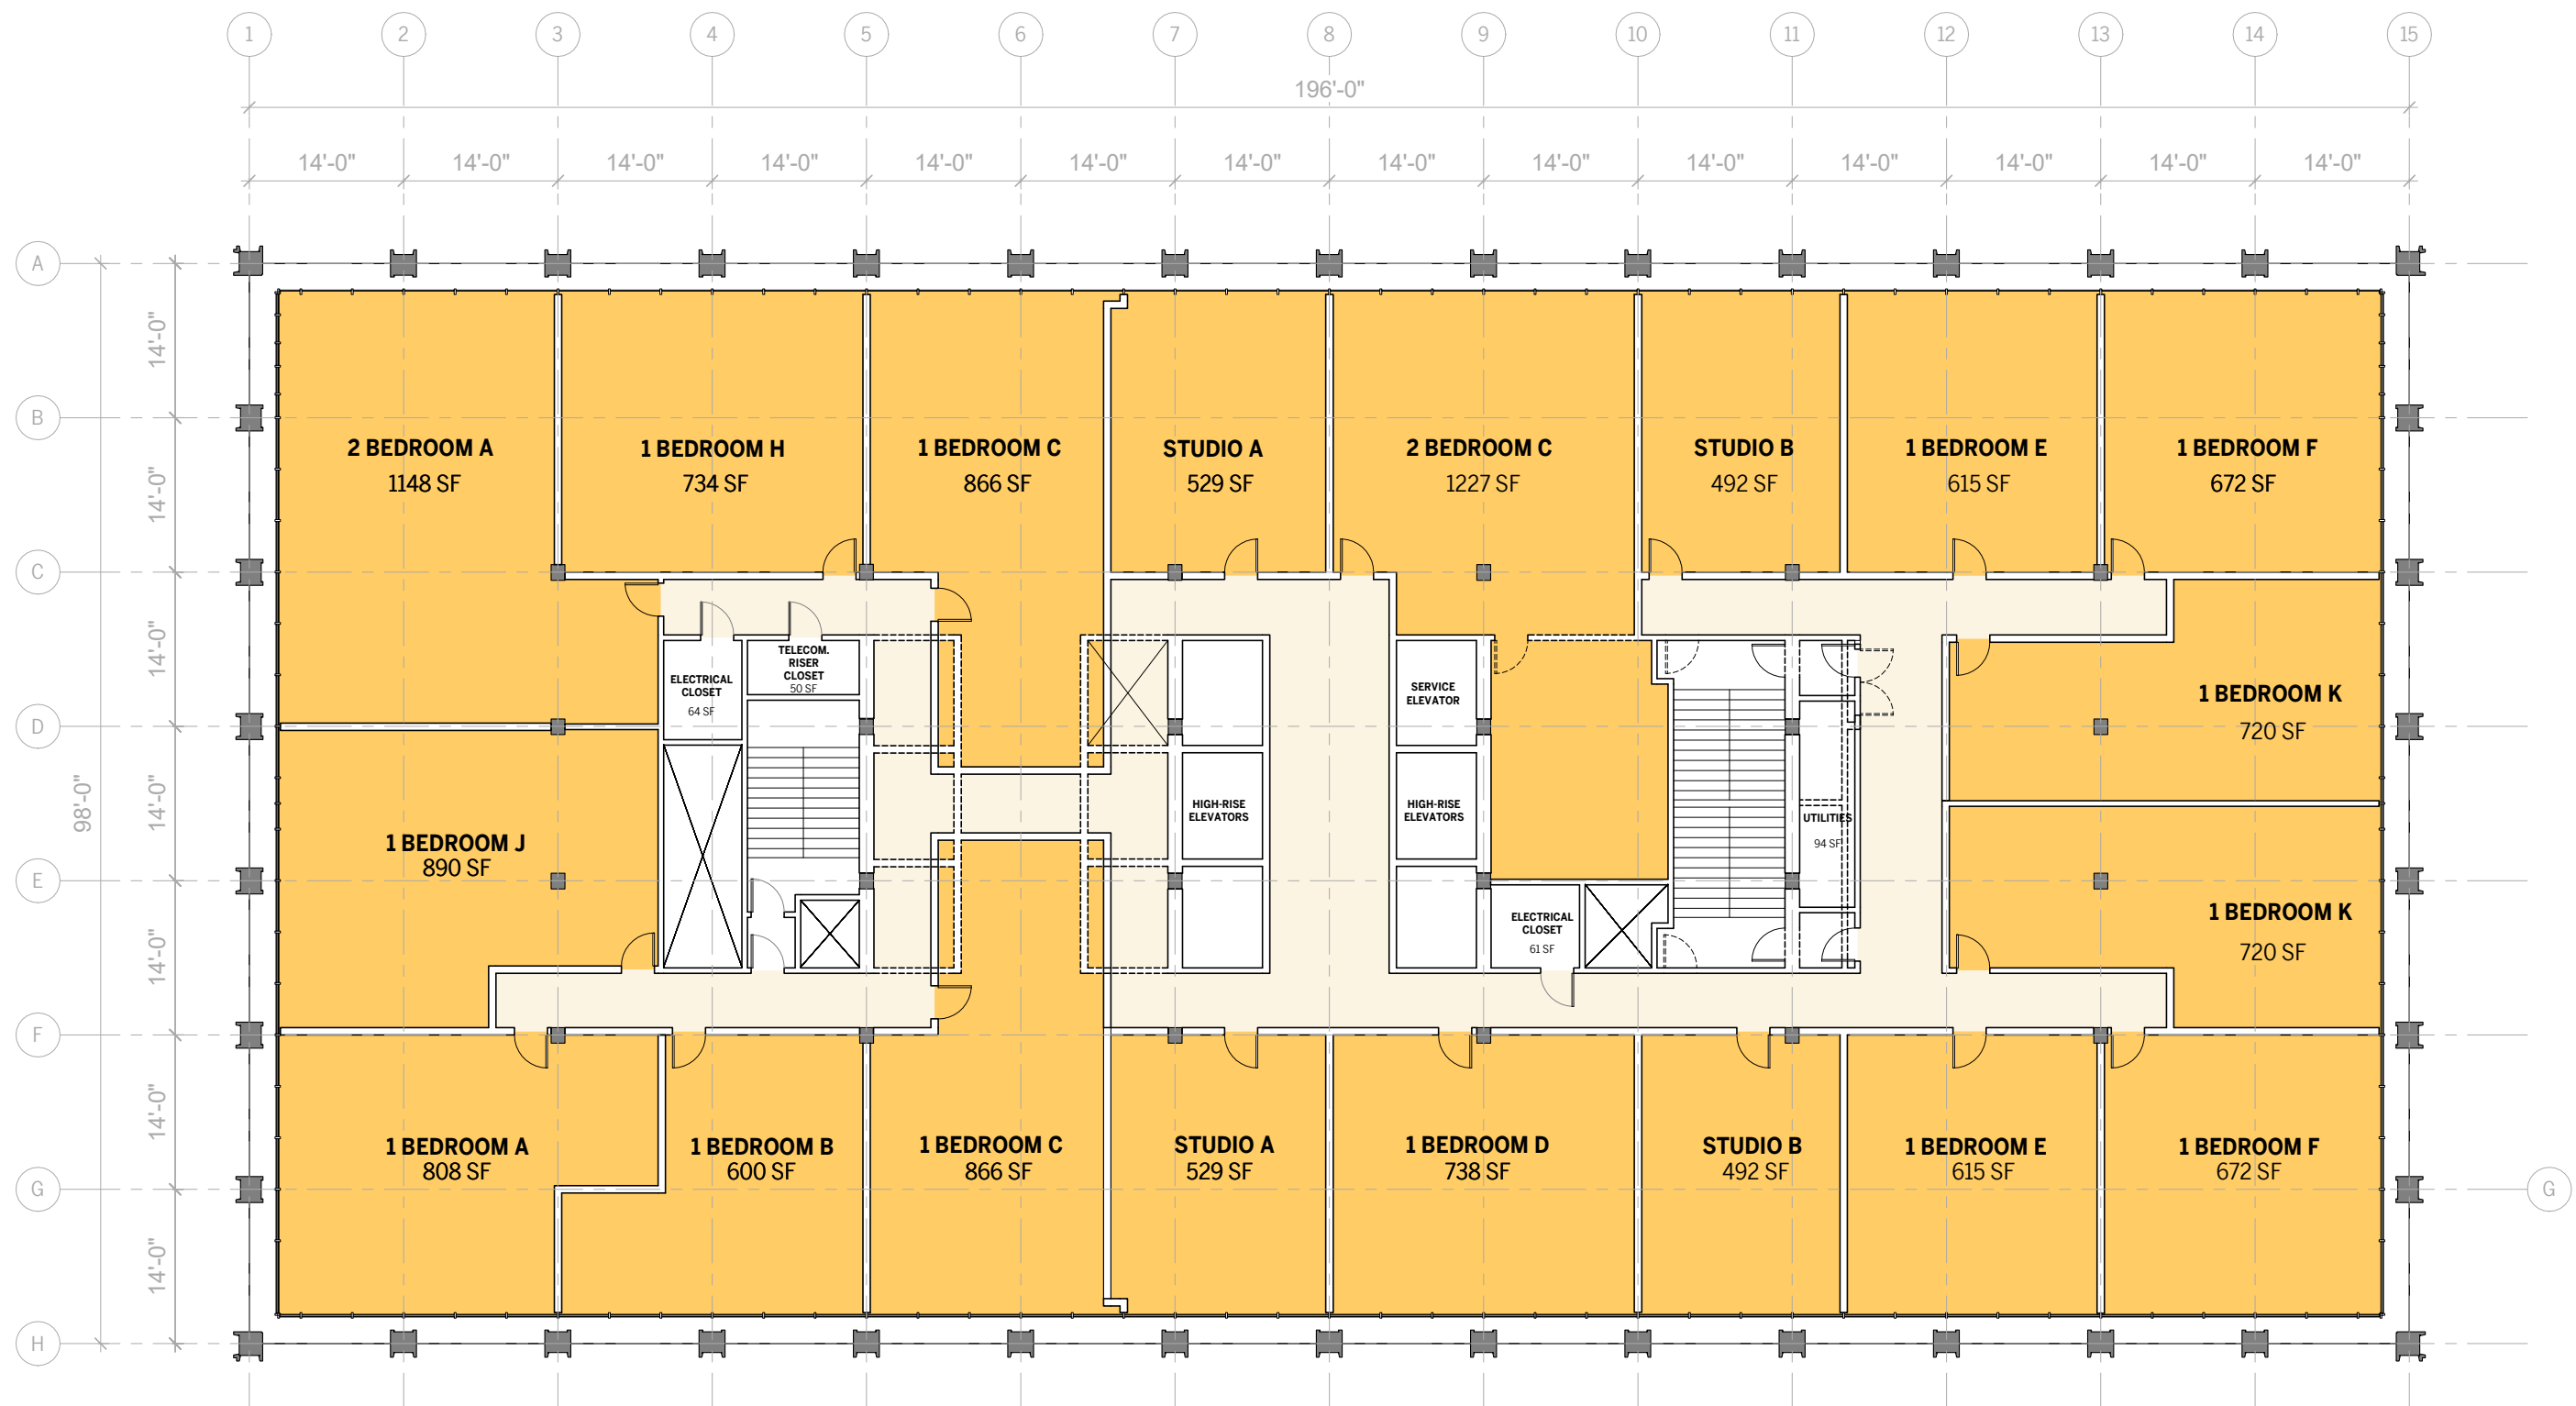 1 2 3 4 5 6 7 8 9 10 11 12 13 14 15
196'-0"
14'-0" 14'-0" 14'-0" 14'-0" 14'-0" 14'-0" 14'-0" 14'-0" 14'-0" 14'-0" 14'-0" 14'-0" 14'-0" 14'-0"
A
14'-0"
B
14'-0"
C
14'-0"
D
98'-0"
14'-0"
E
14'-0"
F
14'-0"
G
14'-0"
H
G
2 BEDROOM A
1148 SF
1 BEDROOM H
734 SF
1 BEDROOM C
866 SF
STUDIO A
529 SF
2 BEDROOM C
1227 SF
STUDIO B
492 SF
1 BEDROOM E
615 SF
1 BEDROOM F
672 SF
ELECTRICAL
CLOSET
64 SF
TELECOM.
RISER
CLOSET
50 SF
SERVICE
ELEVATOR
1 BEDROOM K
720 SF
HIGH-RISE
ELEVATORS
HIGH-RISE
ELEVATORS
UTILITIES
94 SF
1 BEDROOM J
890 SF
ELECTRICAL
CLOSET
61 SF
1 BEDROOM K
720 SF
1 BEDROOM A
808 SF
1 BEDROOM B
600 SF
1 BEDROOM C
866 SF
STUDIO A
529 SF
1 BEDROOM D
738 SF
STUDIO B
492 SF
1 BEDROOM E
615 SF
1 BEDROOM F
672 SF